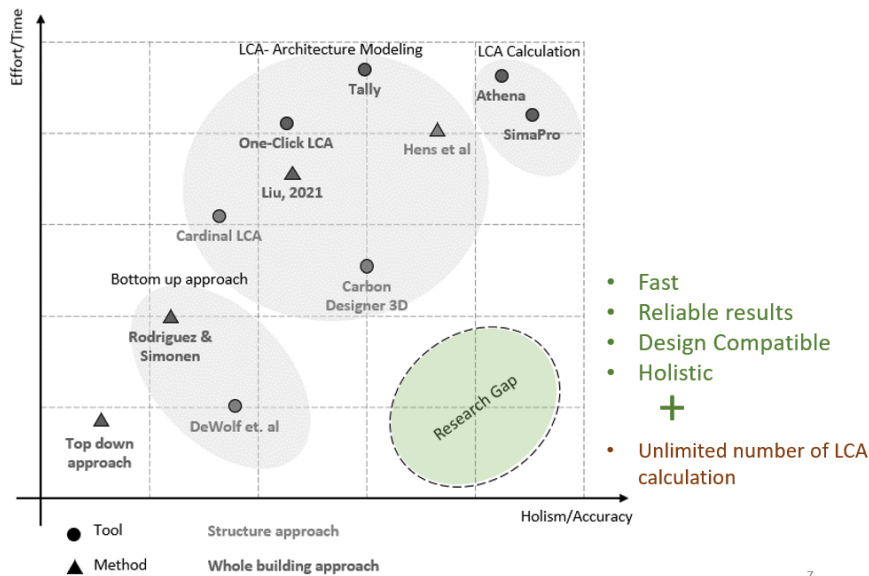 Effort/Time
LCA- Architecture Modeling
LCA Calculation
Tally
Athena
One-Click LCA
SimaPro
Hens et al
Liu, 2021
Cardinal LCA
Bottom up approach
Carbon
Designer 3D
Rodriguez &
Simonen
DeWolf et. al
Top down
approach
Research Gap
Holism/Accuracy
• Fast
• Reliable results
• Design Compatible
• Holistic
+
• Unlimited number of LCA
calculation
Tool
Structure approach
Method
Whole building approach
7